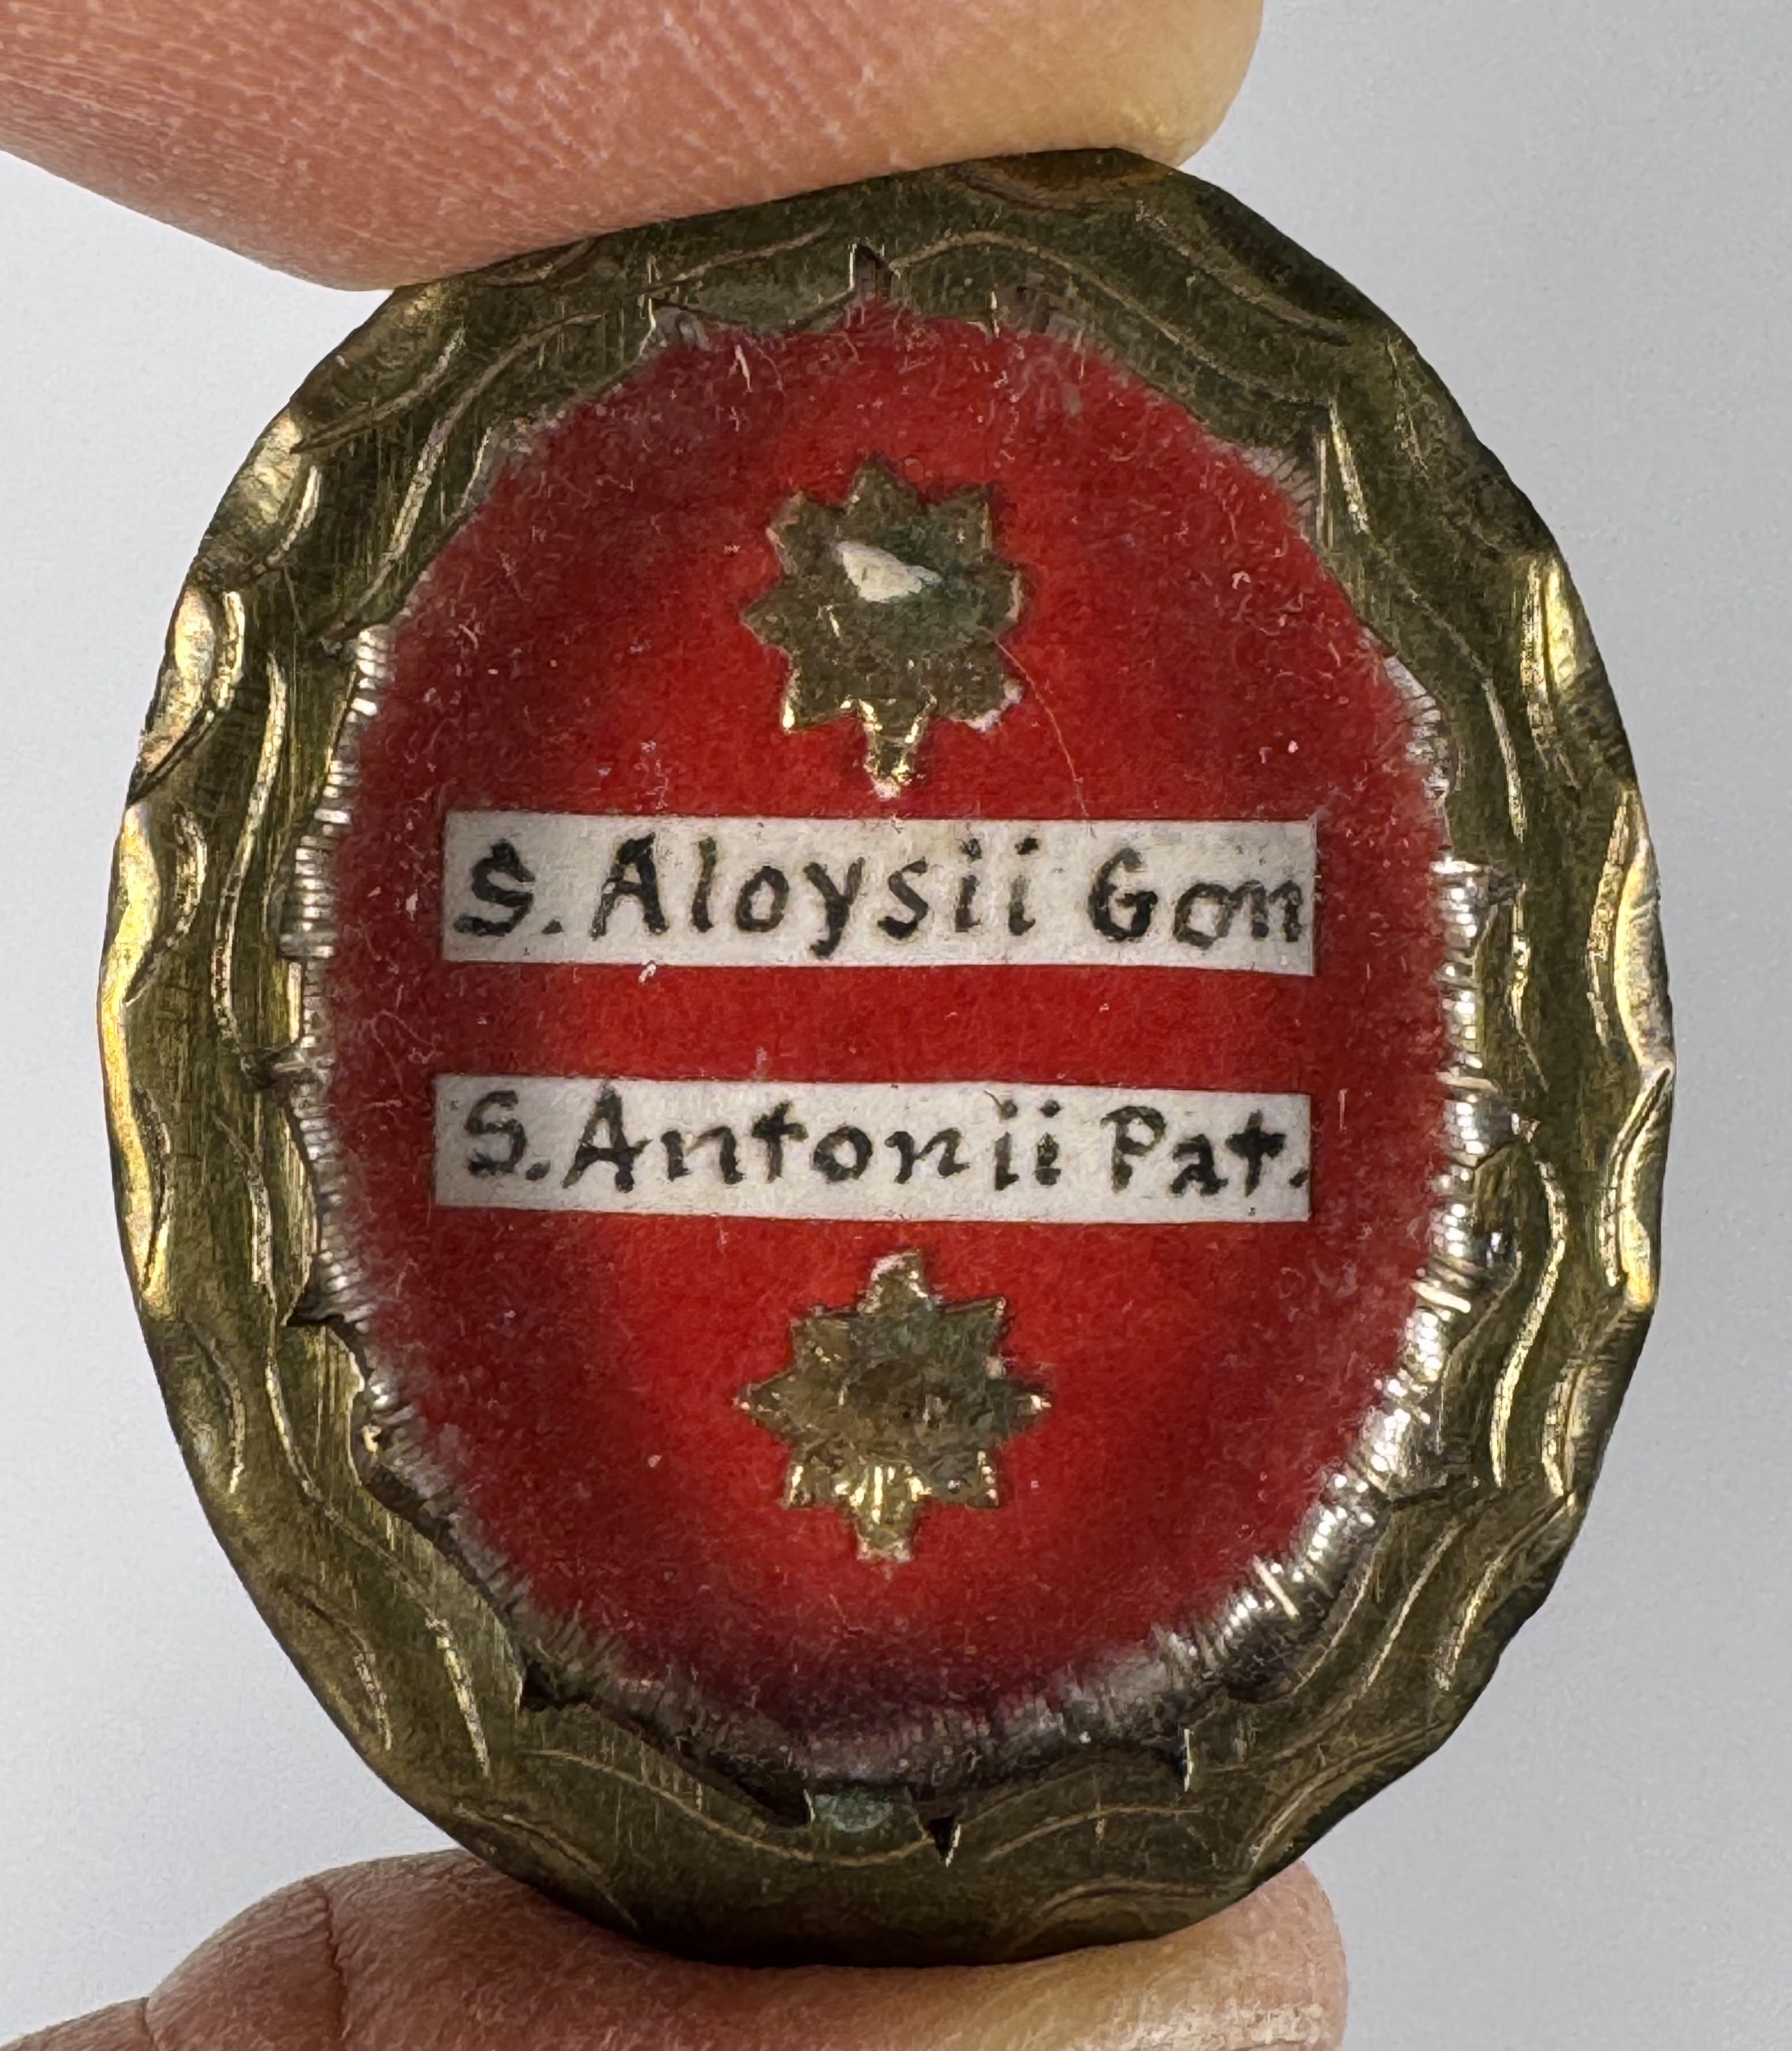 S. Aloysii Gon
S. Antonii Pat.